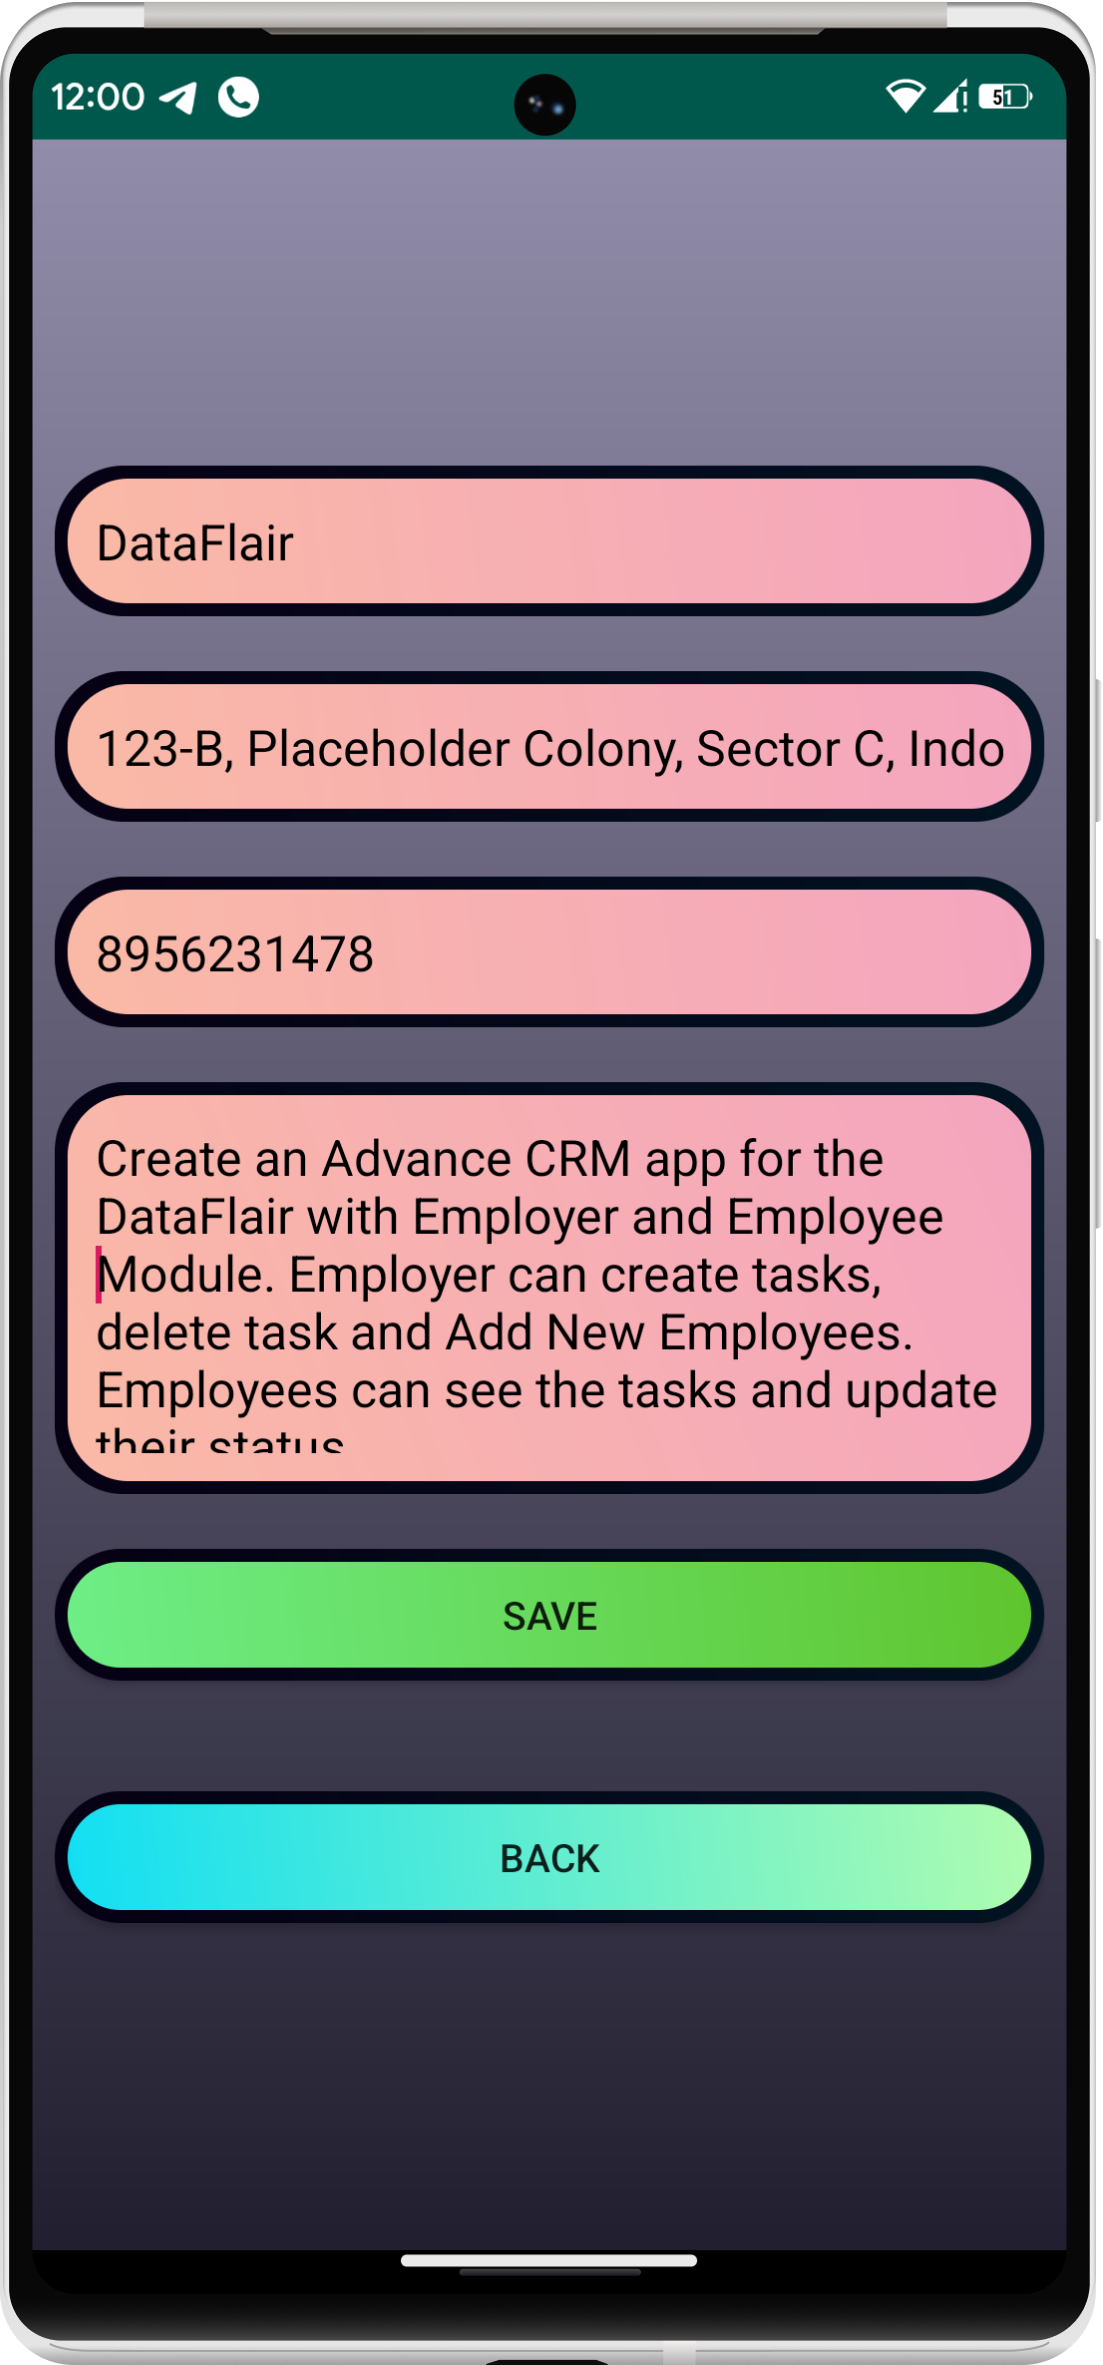 12:00
51
DataFlair
123-B, Placeholder Colony, Sector C, Indo
8956231478
Create an Advance CRM app for the
DataFlair with Employer and Employee
Module. Employer can create tasks,
delete task and Add New Employees.
Employees can see the tasks and update
their status
SAVE
BACK